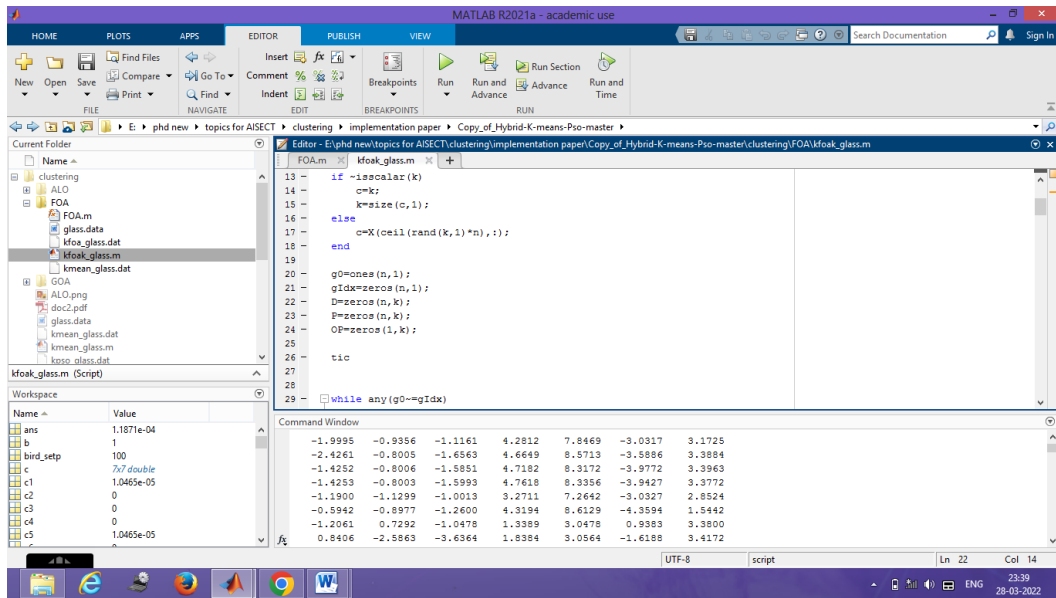 MATLAB R2021a - academic use
HOME PLOTS APPS EDITOR PUBLISH VIEW
Search Documentation
Sign In
New
Open
Save
Find Files
Compare
Print
FILE
Go To
Find
NAVIGATE
Insert fx
Comment %
Indent
EDIT
Breakpoints
BREAKPOINTS
Run
Run and Advance
Run Section
Advance
Run and Time
RUN
E: phd new topics for AISECT clustering implementation paper Copy_of_Hybrid-K-means-Pso-master
Current Folder
Name
clustering
ALO
FOA
FOA.m
glass.data
kfoa_glass.dat
kfoak_glass.m
kmean_glass.dat
GOA
ALO.png
doc2.pdf
glass.data
kmean_glass.dat
kmean_glass.m
kpso_glass.dat
kfoak_glass.m (Script)
Workspace
Name Value
ans 1.1871e-04
b 1
bird_setp 100
c 7x7 double
c1 1.0465e-05
c2 0
c3 0
c4 0
c5 1.0465e-05
Editor - E:\phd new\topics for AISECT\clustering\implementation paper\Copy_of_Hybrid-K-means-Pso-master\clustering\FOA\kfoak_glass.m
FOA.m kfoak_glass.m +
13 - if ~isscalar(k)
14 - c=k;
15 - k=size(c,1);
16 - else
17 - c=X(ceil(rand(k,1)*n),:);
18 - end
19
20 - g0=ones(n,1);
21 - gIdx=zeros(n,1);
22 - D=zeros(n,k);
23 - P=zeros(n,k);
24 - OP=zeros(1,k);
25
26 - tic
27
28
29 - while any(g0~=gIdx)
Command Window
-1.9995 -0.9356 -1.1161 4.2812 7.8469 -3.0317 3.1725
-2.4261 -0.8005 -1.6563 4.6649 8.5713 -3.5886 3.3884
-1.4252 -0.8006 -1.5851 4.7182 8.3172 -3.9772 3.3963
-1.4253 -0.8003 -1.5993 4.7618 8.3356 -3.9427 3.3772
-1.1900 -1.1299 -1.0013 3.2711 7.2642 -3.0327 2.8524
-0.5942 -0.8977 -1.2600 4.3194 8.6129 -4.3594 1.5442
-1.2061 0.7292 -1.0478 1.3389 3.0478 0.9383 3.3800
0.8406 -2.5863 -3.6364 1.8384 3.0564 -1.6188 3.4172
fx
UTF-8 script Ln 22 Col 14
ENG
23:39
28-03-2022